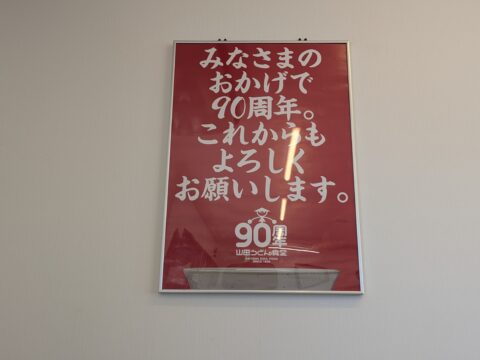 みなさまの
おかげで
90周年。
これからも
よろしく
お願いします。
90周年
山田うどん食堂